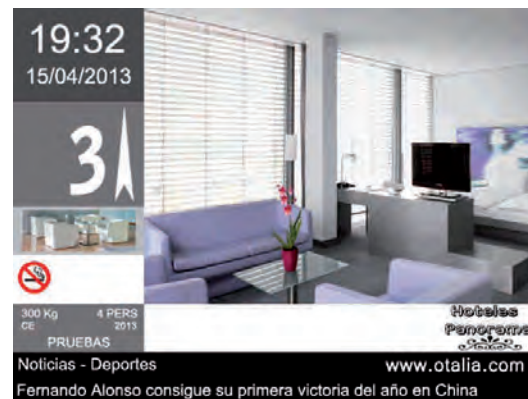 19:32
15/04/2013
3
300 Kg 4 PERS
CE 2013
PRUEBAS
Hoteles
Panorama
Noticias - Deportes www.otalia.com
Fernando Alonso consigue su primera victoria del año en China